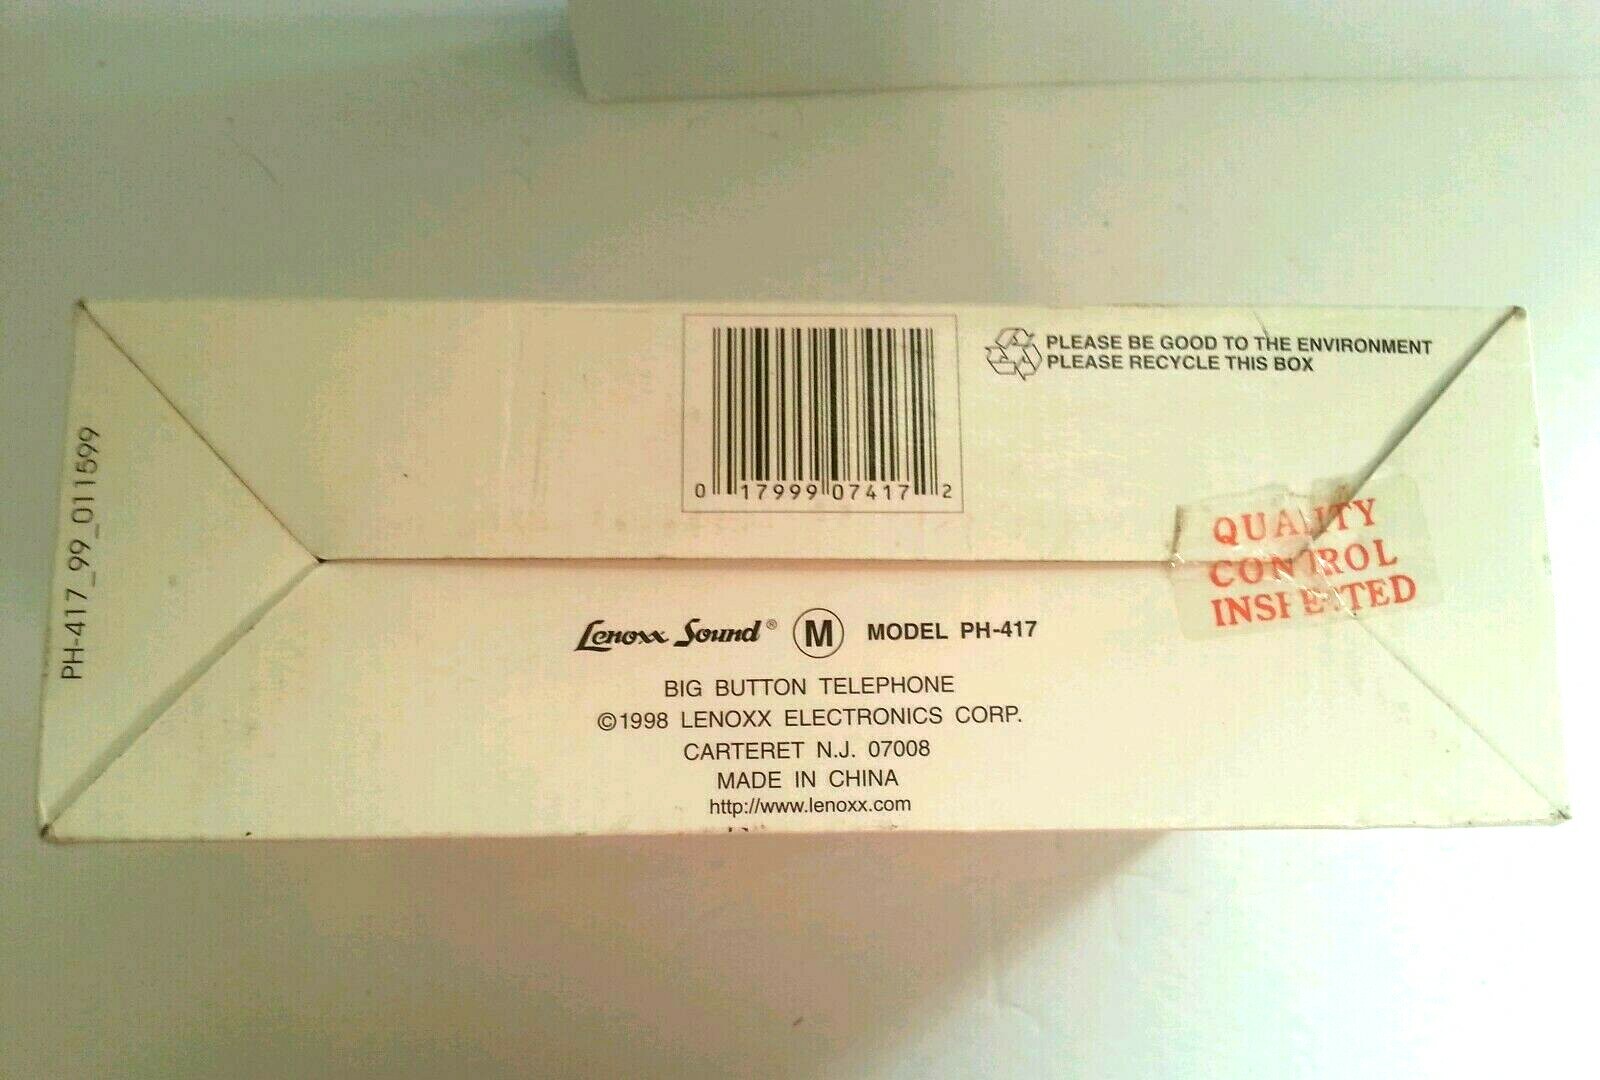 PH-417_99_011599
0 17999 07417 2
PLEASE BE GOOD TO THE ENVIRONMENT
PLEASE RECYCLE THIS BOX
QUALITY
CONTROL
INSPECTED
Lenoxx Sound® M MODEL PH-417
BIG BUTTON TELEPHONE
©1998 LENOXX ELECTRONICS CORP.
CARTERET N.J. 07008
MADE IN CHINA
http://www.lenoxx.com